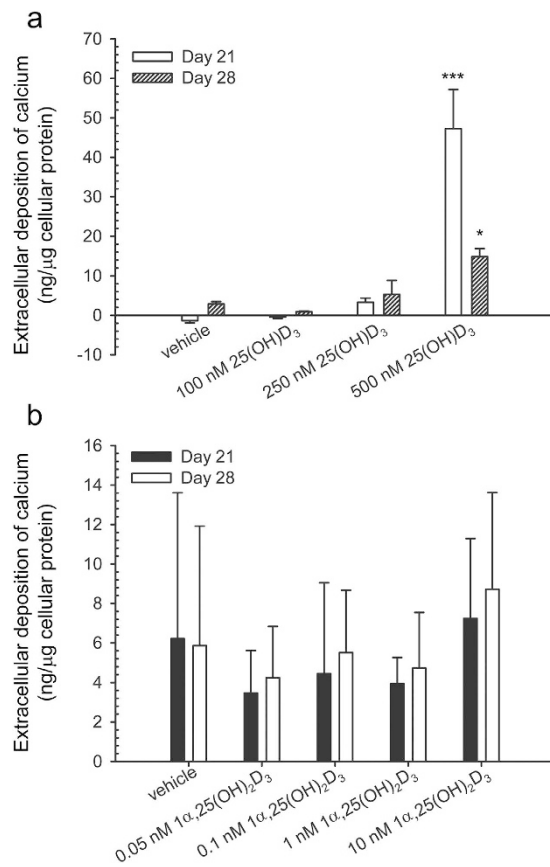 a
Extracellular deposition of calcium
(ng/µg cellular protein)
70
60
50
40
30
20
10
0
-10
Day 21
Day 28
***
*
vehicle
100 nM 25(OH)D₃
250 nM 25(OH)D₃
500 nM 25(OH)D₃
b
Extracellular deposition of calcium
(ng/µg cellular protein)
16
14
12
10
8
6
4
2
0
Day 21
Day 28
vehicle
0.05 nM 1α,25(OH)₂D₃
0.1 nM 1α,25(OH)₂D₃
1 nM 1α,25(OH)₂D₃
10 nM 1α,25(OH)₂D₃